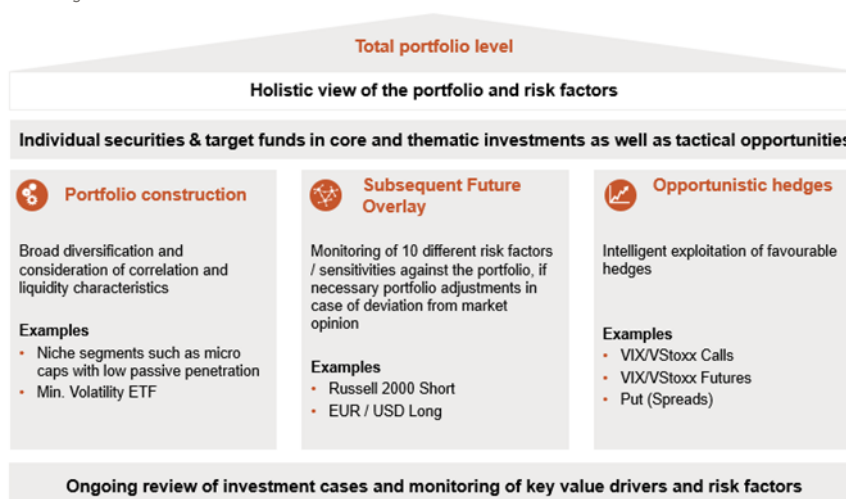 Total portfolio level
Holistic view of the portfolio and risk factors
Individual securities & target funds in core and thematic investments as well as tactical opportunities
Portfolio construction
Broad diversification and
consideration of correlation and
liquidity characteristics
Examples
• Niche segments such as micro
caps with low passive penetration
• Min. Volatility ETF
Subsequent Future
Overlay
Monitoring of 10 different risk factors
/ sensitivities against the portfolio, if
necessary portfolio adjustments in
case of deviation from market
opinion
Examples
• Russell 2000 Short
• EUR / USD Long
Opportunistic hedges
Intelligent exploitation of favourable
hedges
Examples
• VIX/VStoxx Calls
• VIX/VStoxx Futures
• Put (Spreads)
Ongoing review of investment cases and monitoring of key value drivers and risk factors